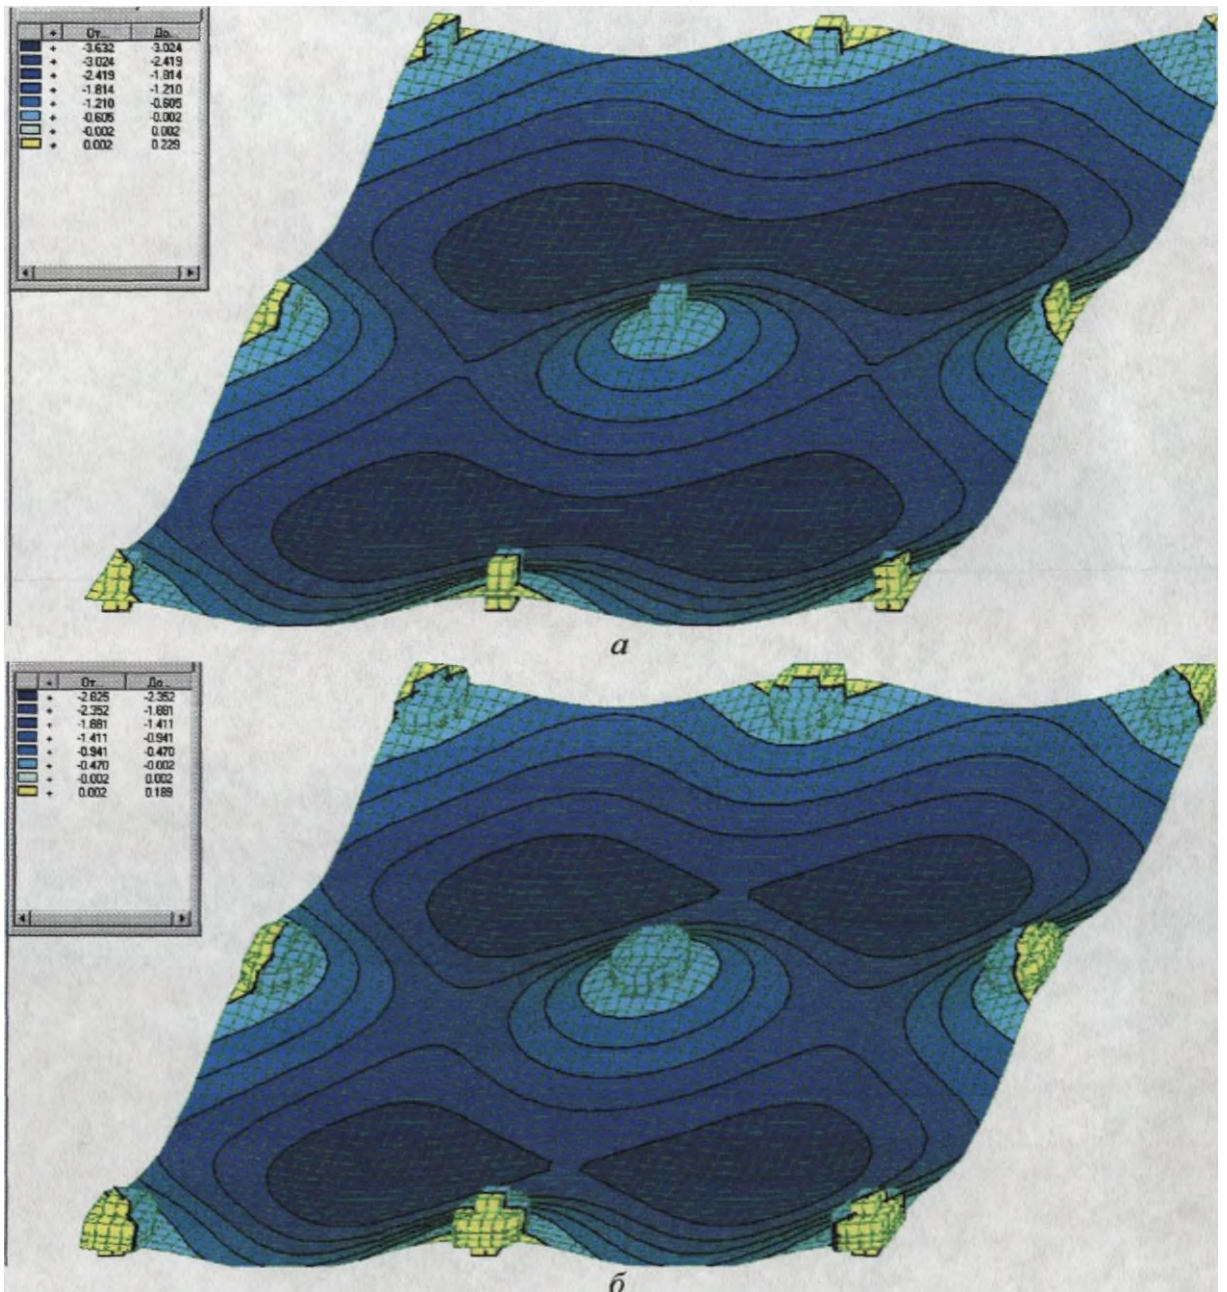 + От... До...
+ -3.632 -3.024
+ -3.024 -2.419
+ -2.419 -1.814
+ -1.814 -1.210
+ -1.210 -0.605
+ -0.605 -0.002
+ -0.002 0.002
+ 0.002 0.229
а
+ От... До...
+ -2.825 -2.352
+ -2.352 -1.881
+ -1.881 -1.411
+ -1.411 -0.941
+ -0.941 -0.470
+ -0.470 -0.002
+ -0.002 0.002
+ 0.002 0.189
б